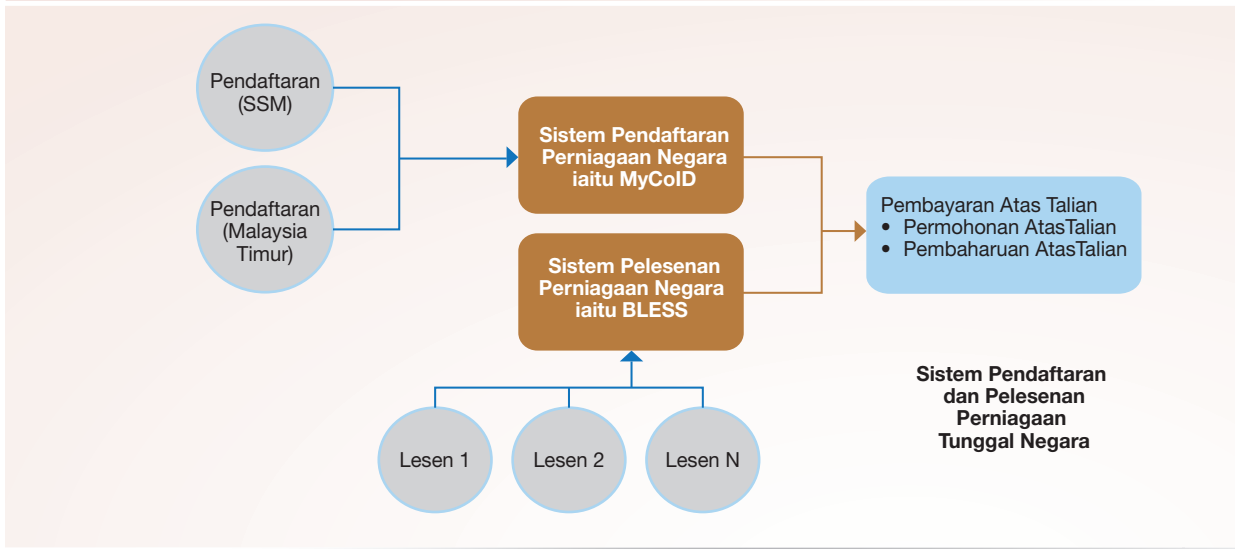 Pendaftaran
(SSM)
Pendaftaran
(Malaysia
Timur)
Sistem Pendaftaran
Perniagaan Negara
iaitu MyCoID
Sistem Pelesenan
Perniagaan Negara
iaitu BLESS
Pembayaran Atas Talian
• Permohonan AtasTalian
• Pembaharuan AtasTalian
Lesen 1
Lesen 2
Lesen N
Sistem Pendaftaran
dan Pelesenan
Perniagaan
Tunggal Negara